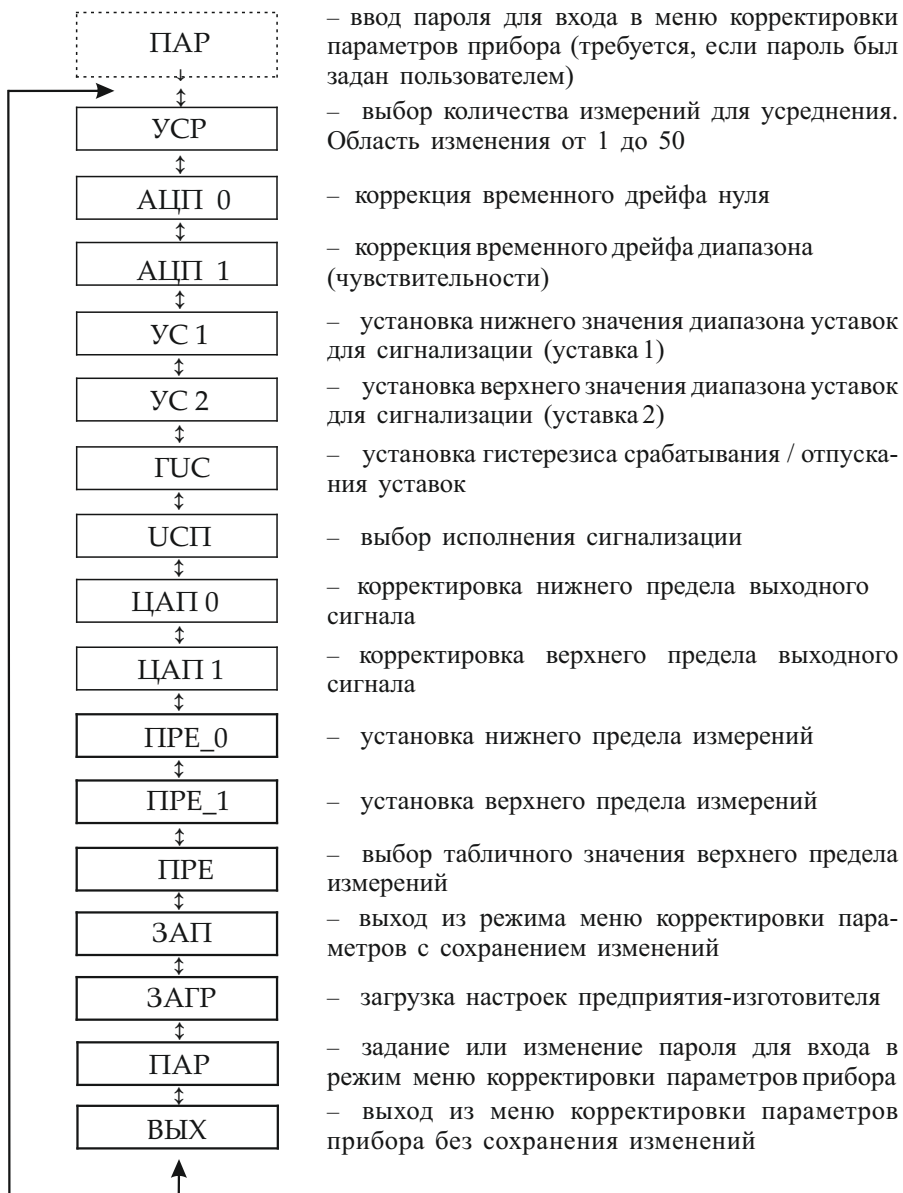 ПАР
– ввод пароля для входа в меню корректировки
параметров прибора (требуется, если пароль был
задан пользователем)
УСР
– выбор количества измерений для усреднения.
Область изменения от 1 до 50
АЦП 0
– коррекция временного дрейфа нуля
АЦП 1
– коррекция временного дрейфа диапазона
(чувствительности)
УС 1
– установка нижнего значения диапазона уставок
для сигнализации (уставка 1)
УС 2
– установка верхнего значения диапазона уставок
для сигнализации (уставка 2)
ГUС
– установка гистерезиса срабатывания / отпуска-
ния уставок
UСП
– выбор исполнения сигнализации
ЦАП 0
– корректировка нижнего предела выходного
сигнала
ЦАП 1
– корректировка верхнего предела выходного
сигнала
ПРЕ_0
– установка нижнего предела измерений
ПРЕ_1
– установка верхнего предела измерений
ПРЕ
– выбор табличного значения верхнего предела
измерений
ЗАП
– выход из режима меню корректировки пара-
метров с сохранением изменений
ЗАГР
– загрузка настроек предприятия-изготовителя
ПАР
– задание или изменение пароля для входа в
режим меню корректировки параметров прибора
ВЫХ
– выход из меню корректировки параметров
прибора без сохранения изменений